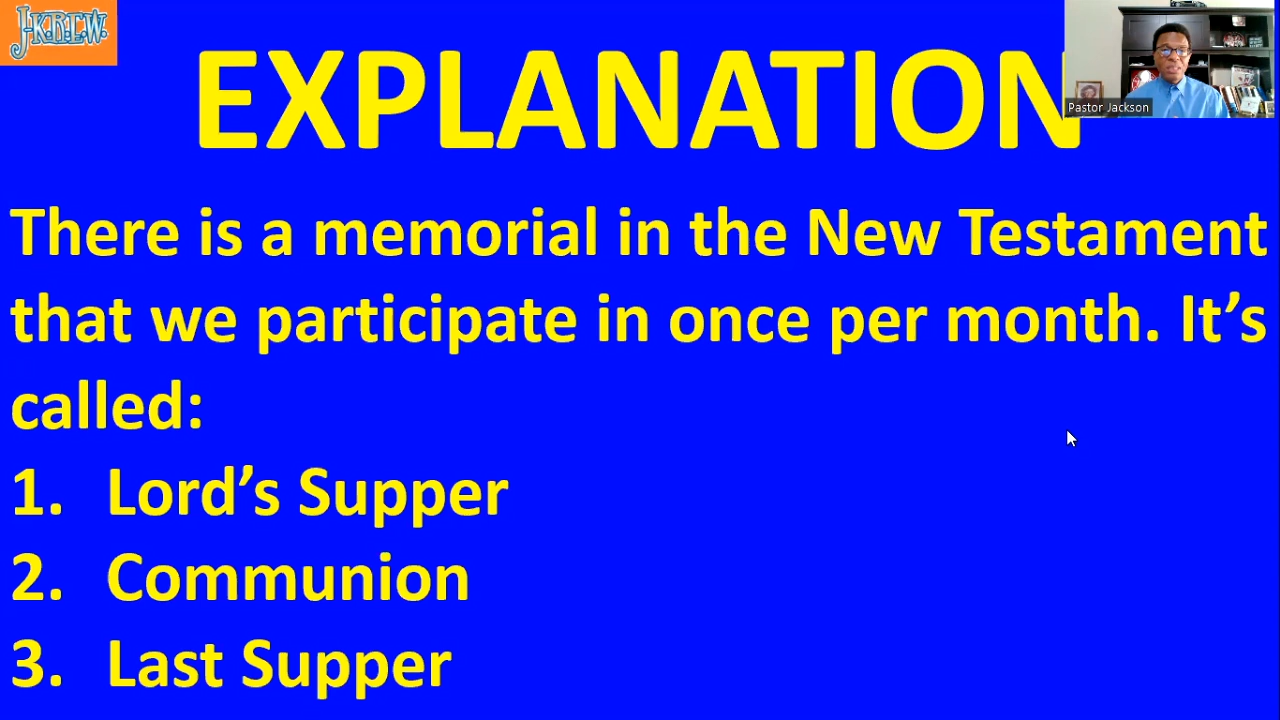 J-KREW.
EXPLANATION
Pastor Jackson
There is a memorial in the New Testament
that we participate in once per month. It’s
called:
1. Lord’s Supper
2. Communion
3. Last Supper